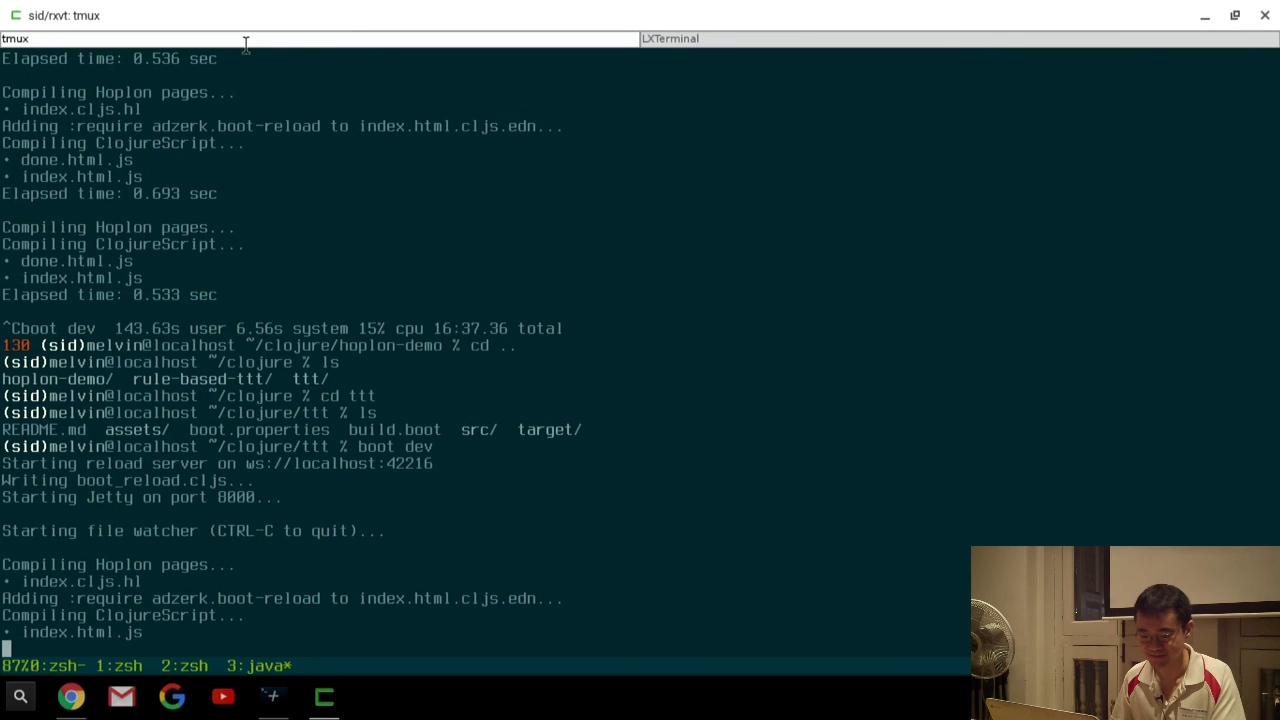 sid/rxvt: tmux
tmux
LXTerminal
Elapsed time: 0.536 sec
Compiling Hoplon pages...
• index.cljs.hl
Adding :require adzerk.boot-reload to index.html.cljs.edn...
Compiling ClojureScript...
• done.html.js
• index.html.js
Elapsed time: 0.693 sec
Compiling Hoplon pages...
Compiling ClojureScript...
• done.html.js
• index.html.js
Elapsed time: 0.533 sec
^Cboot dev  143.63s user 6.56s system 15% cpu 16:37.36 total
130 (sid)melvin@localhost ~/clojure/hoplon-demo % cd ..
(sid)melvin@localhost ~/clojure % ls
hoplon-demo/  rule-based-ttt/  ttt/
(sid)melvin@localhost ~/clojure % cd ttt
(sid)melvin@localhost ~/clojure/ttt % ls
README.md  assets/  boot.properties  build.boot  src/  target/
(sid)melvin@localhost ~/clojure/ttt % boot dev
Starting reload server on ws://localhost:42216
Writing boot_reload.cljs...
Starting Jetty on port 8000...
Starting file watcher (CTRL-C to quit)...
Compiling Hoplon pages...
• index.cljs.hl
Adding :require adzerk.boot-reload to index.html.cljs.edn...
Compiling ClojureScript...
• index.html.js
87%0:zsh- 1:zsh  2:zsh  3:java*